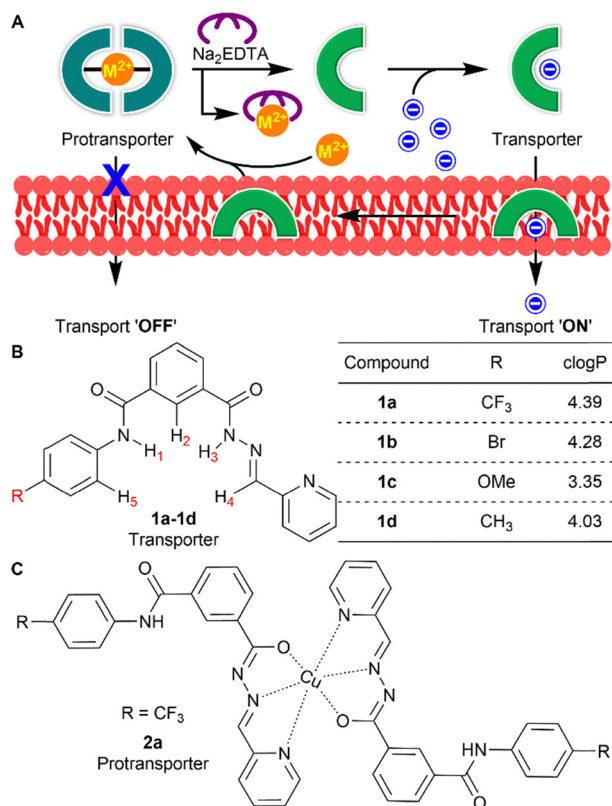 A
M²⁺
Na₂EDTA
M²⁺
Protransporter
M²⁺
Transporter
X
Transport 'OFF'
Transport 'ON'
B
O
O
N
H₁
H₂
N
H₃
N
N
R
H₅
H₄
1a-1d
Transporter
Compound R clogP
1a CF₃ 4.39
1b Br 4.28
1c OMe 3.35
1d CH₃ 4.03
C
O
R
NH
O
N
N
N
Cu
N
N
N
O
O
NH
R
R = CF₃
2a
Protransporter